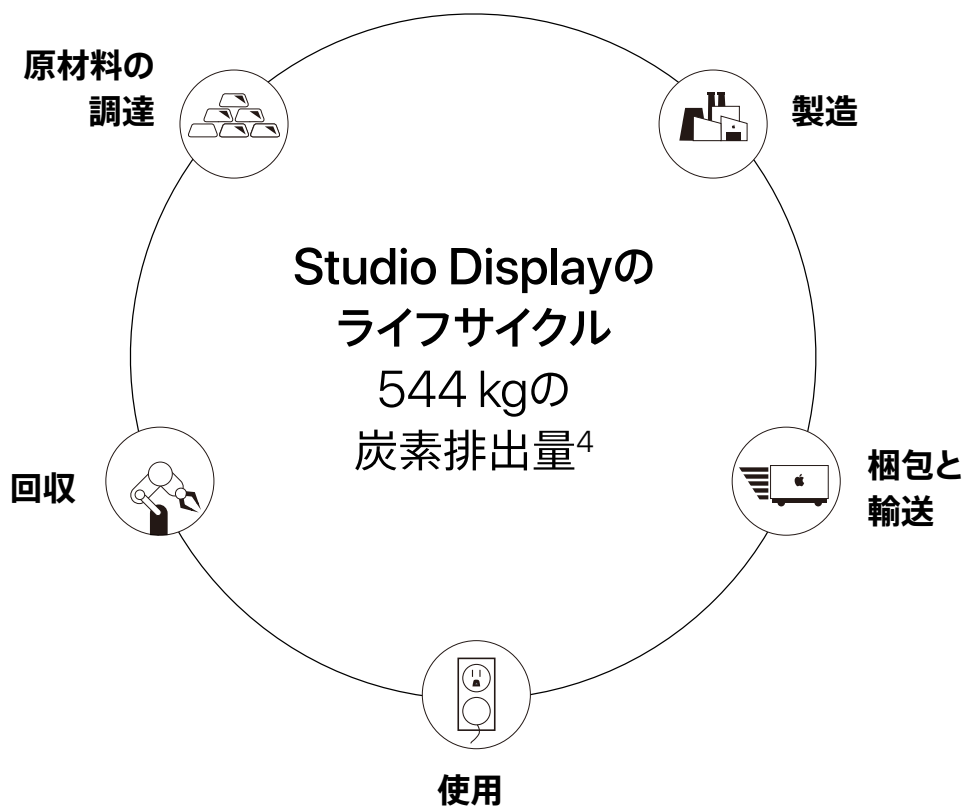 原材料の
調達
製造
Studio Displayの
ライフサイクル
544 kgの
炭素排出量4
回収
梱包と
輸送
使用